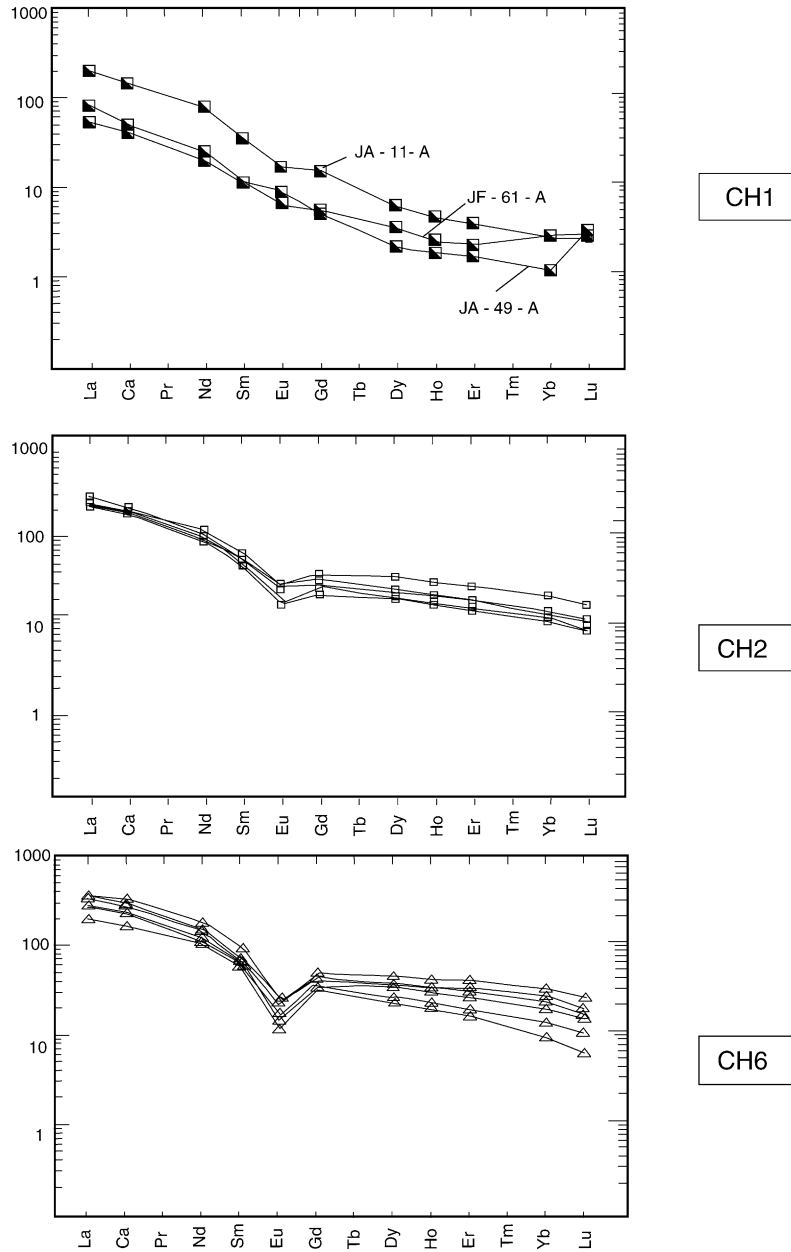 1000
100
10
1
JA - 11- A
JF - 61 - A
JA - 49 - A
CH1
La Ca Pr Nd Sm Eu Gd Tb Dy Ho Er Tm Yb Lu
1000
100
10
1
CH2
La Ca Pr Nd Sm Eu Gd Tb Dy Ho Er Tm Yb Lu
1000
100
10
1
CH6
La Ca Pr Nd Sm Eu Gd Tb Dy Ho Er Tm Yb Lu